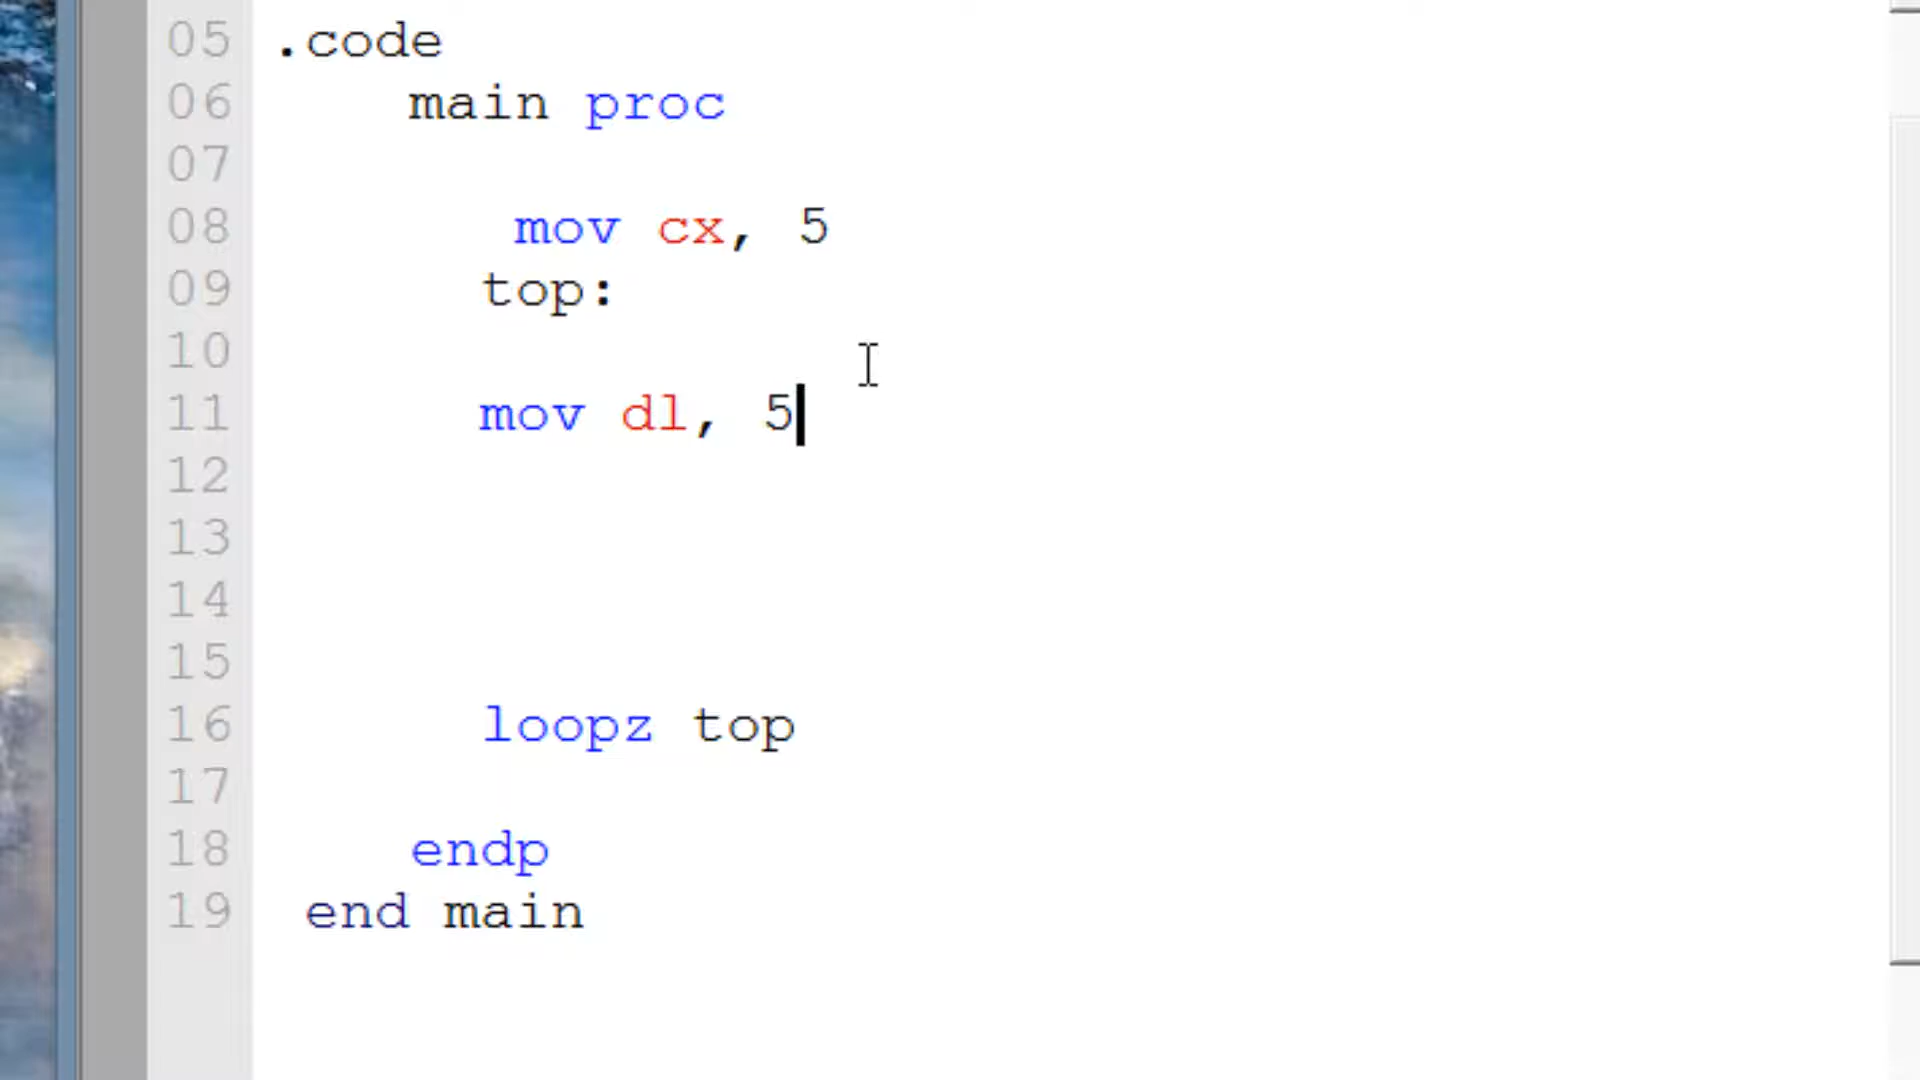 05 .code
06 main proc
07
08 mov cx, 5
09 top:
10
11 mov dl, 5
12
13
14
15
16 loopz top
17
18 endp
19 end main